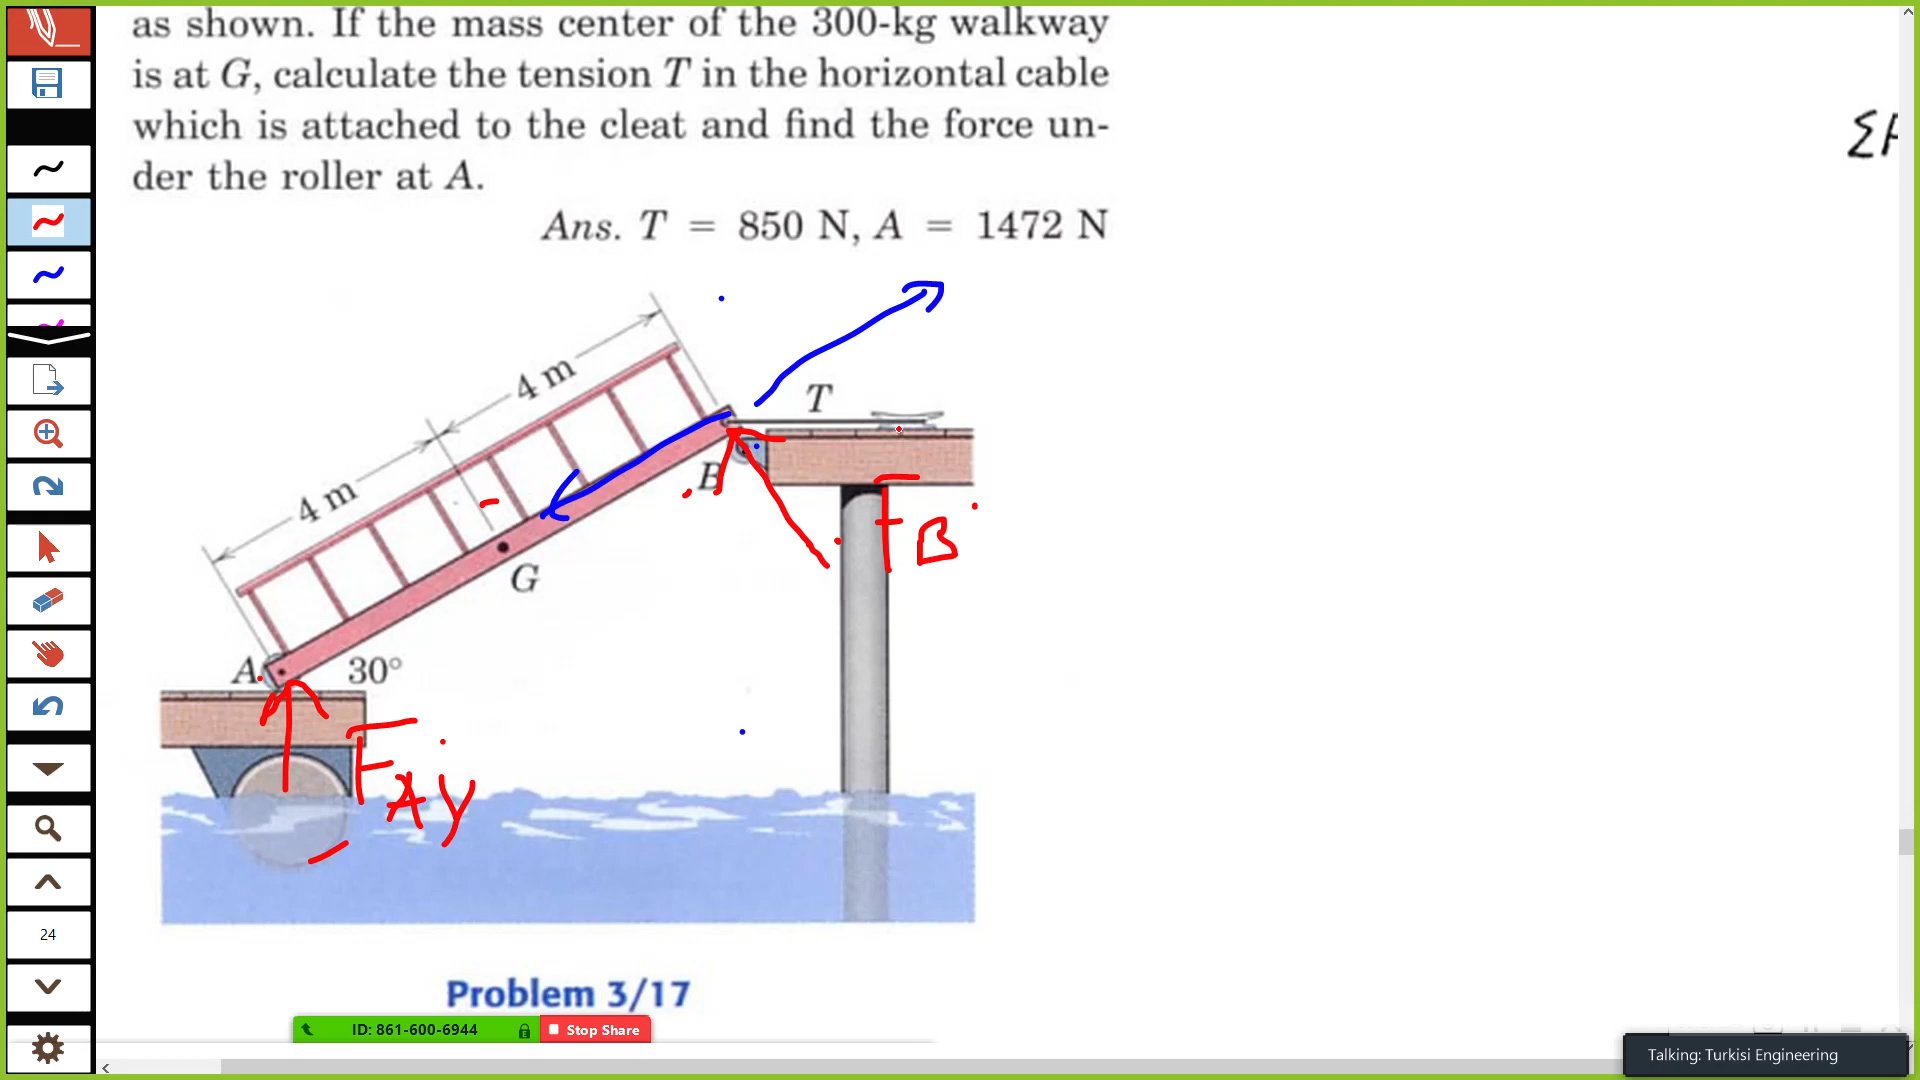 as shown. If the mass center of the 300-kg walkway
is at G, calculate the tension T in the horizontal cable
which is attached to the cleat and find the force un-
der the roller at A.
Ans. T = 850 N, A = 1472 N
ΣF
4 m
T
4 m
B
F_B
G
A
30°
F_Ay
24
Problem 3/17
ID: 861-600-6944
Stop Share
Talking: Turkisi Engineering